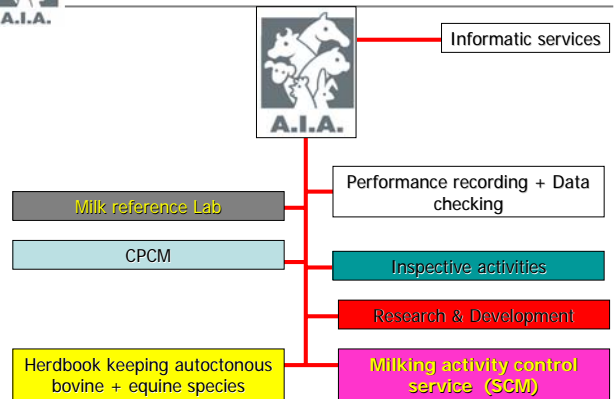 A.I.A.
Informatic services
A.I.A.
Performance recording + Data
checking
Milk reference Lab
CPCM
Inspective activities
Research & Development
Herdbook keeping autoctonous
bovine + equine species
Milking activity control
service (SCM)